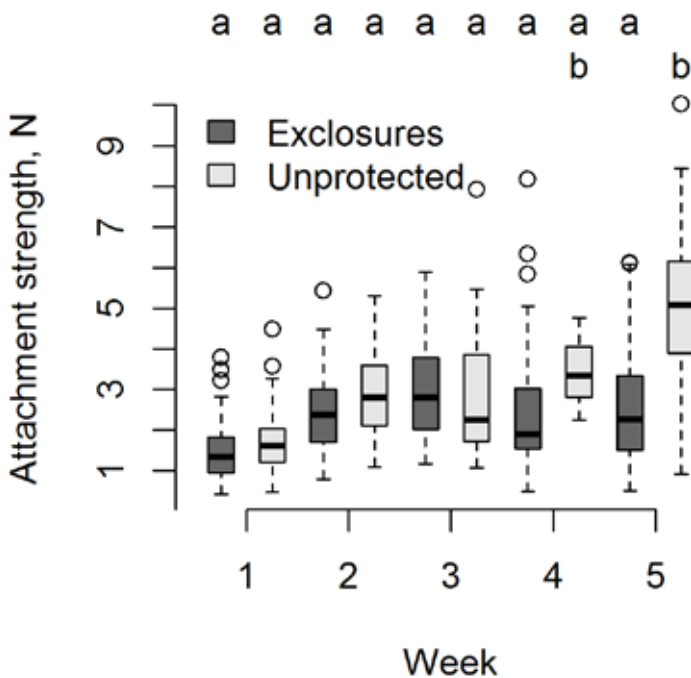 a a a a a a a a a
b b
Attachment strength, N
9
7
5
3
1
Exclosures
Unprotected
1 2 3 4 5
Week